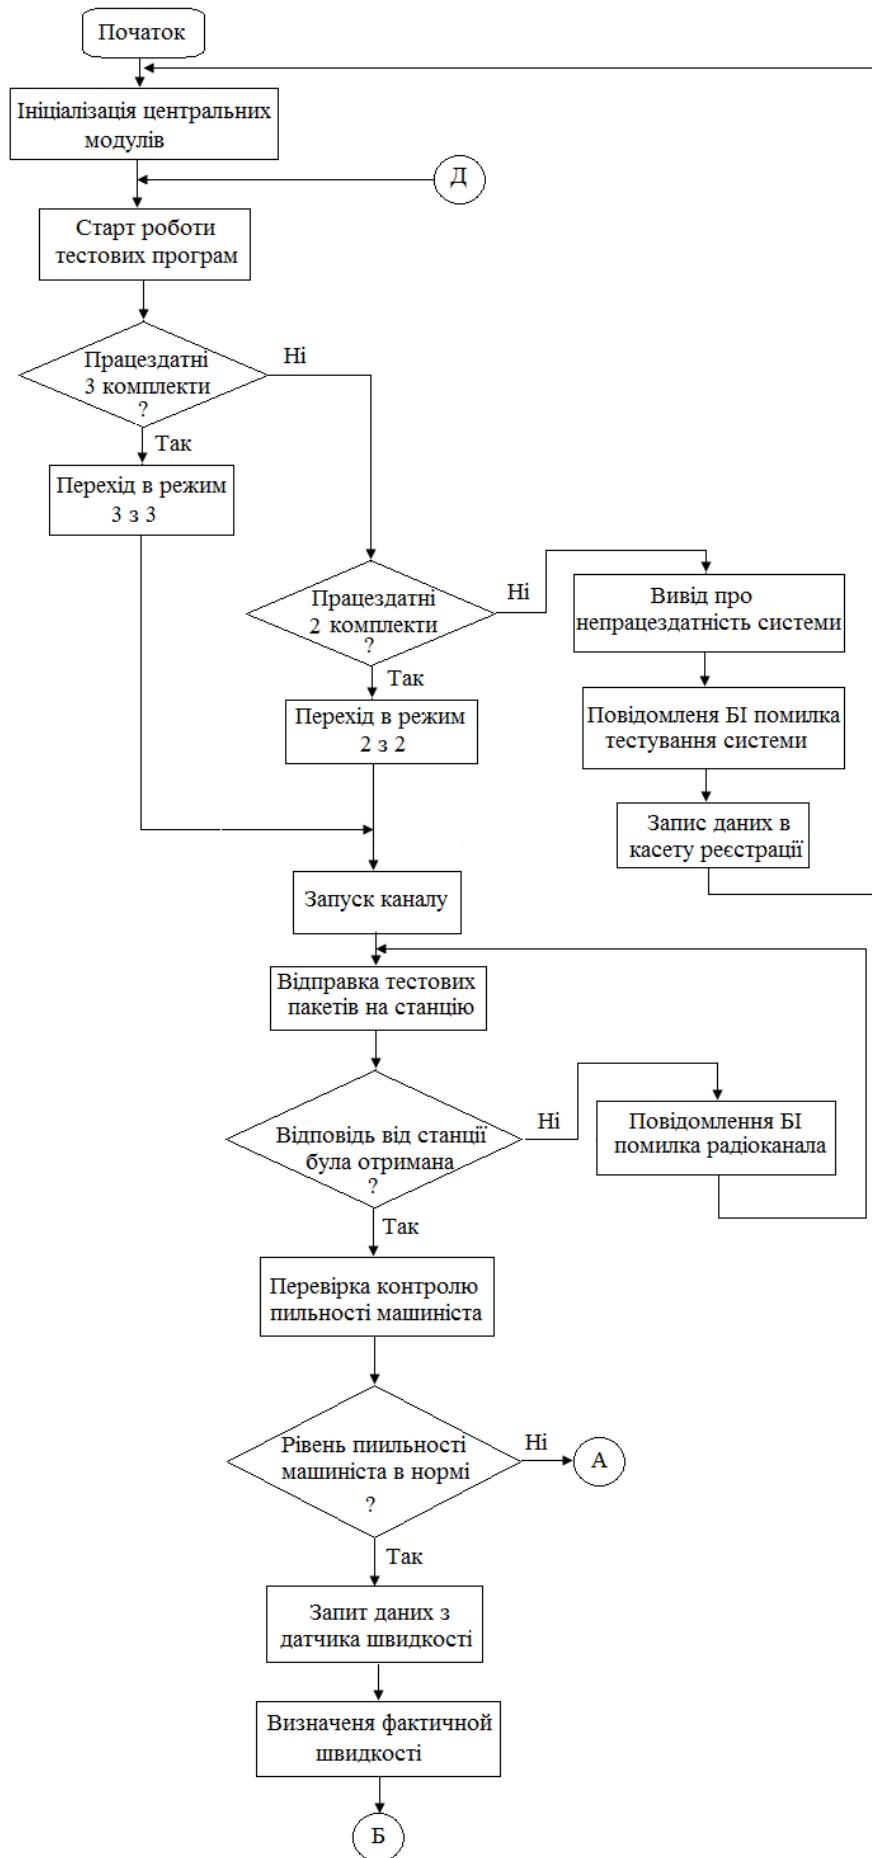 Початок
Ініціалізація центральних
модулів
Д
Старт роботи
тестових програм
Працездатні
3 комплекти
?
Ні
Так
Перехід в режим
3 з 3
Працездатні
2 комплекти
?
Ні
Вивід про
непрацездатність системи
Так
Перехід в режим
2 з 2
Повідомленя БІ помилка
тестування системи
Запис даних в
касету реєстрації
Запуск каналу
Відправка тестових
пакетів на станцію
Відповідь від станції
була отримана
?
Ні
Повідомлення БІ
помилка радіоканала
Так
Перевірка контролю
пильності машиніста
Рівень пиильності
машиніста в нормі
?
Ні
А
Так
Запит даних з
датчика швидкості
Визначеня фактичной
швидкості
Б